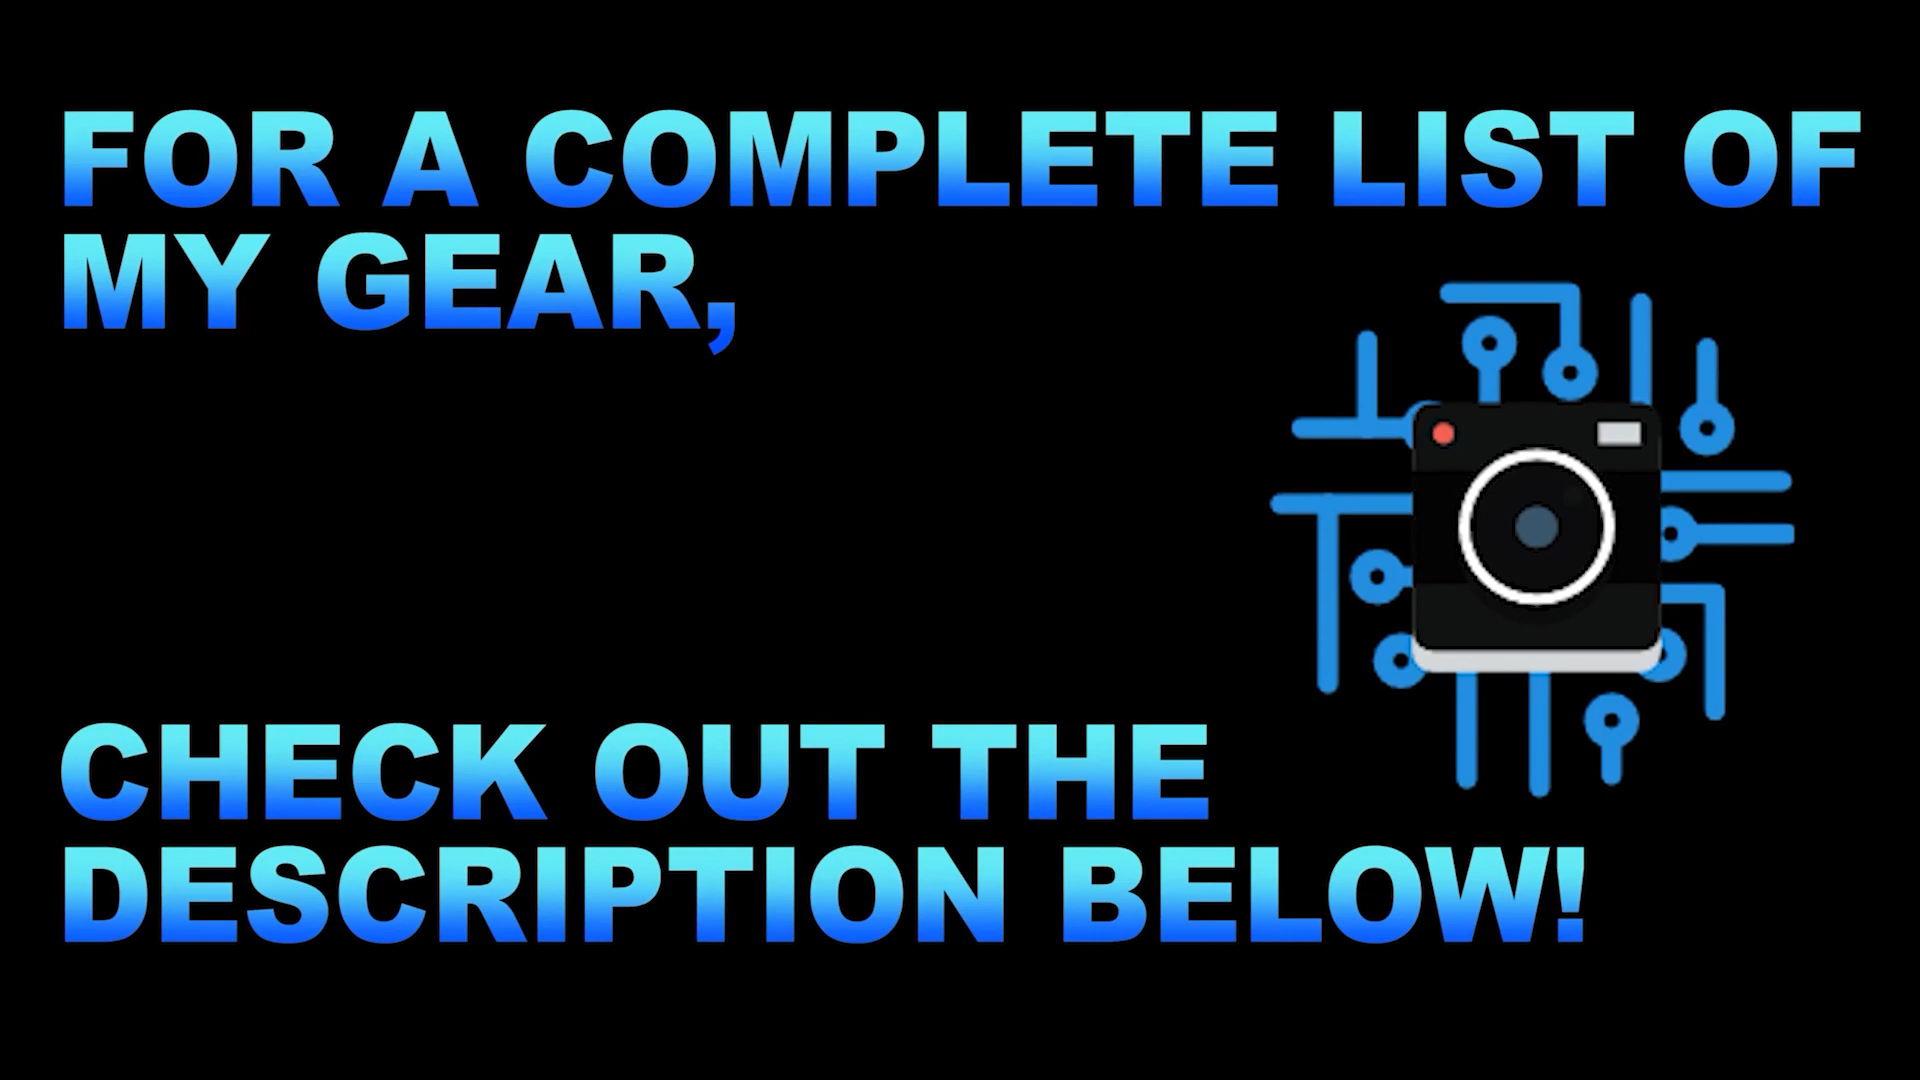 FOR A COMPLETE LIST OF
MY GEAR,
CHECK OUT THE
DESCRIPTION BELOW!